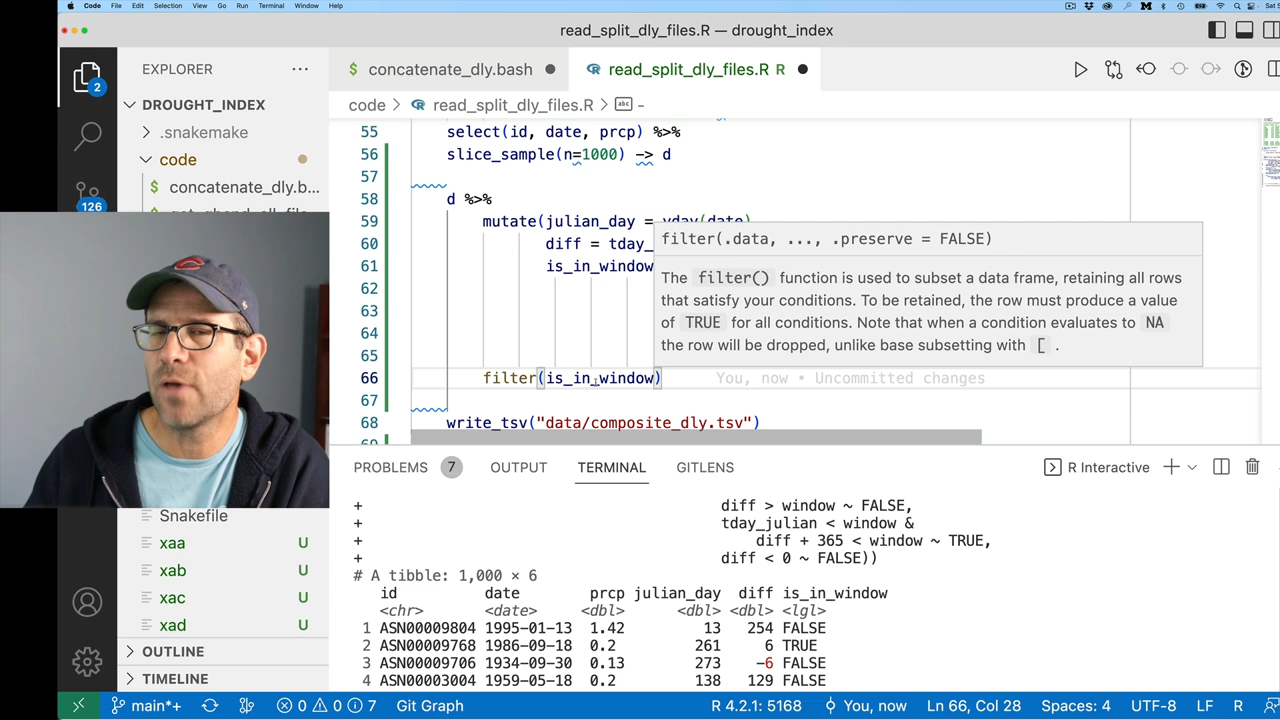 Code File Edit Selection View Go Run Terminal Window Help
read_split_dly_files.R — drought_index
EXPLORER ···
$ concatenate_dly.bash
read_split_dly_files.R R
2
DROUGHT_INDEX
code > read_split_dly_files.R > abc -
.snakemake
code
$ concatenate_dly.b...
126
55 select(id, date, prcp) %>%
56 slice_sample(n=1000) -> d
57
58 d %>%
59 mutate(julian_day = yday(date),
60 diff = tday_
61 is_in_window
62
63
64
65
66 filter(is_in_window) You, now • Uncommitted changes
67
68 write_tsv("data/composite_dly.tsv")
filter(.data, ..., .preserve = FALSE)
The filter() function is used to subset a data frame, retaining all rows
that satisfy your conditions. To be retained, the row must produce a value
of TRUE for all conditions. Note that when a condition evaluates to NA
the row will be dropped, unlike base subsetting with [ .
PROBLEMS 7 OUTPUT TERMINAL GITLENS
R Interactive
+ diff > window ~ FALSE,
+ tday_julian < window &
+ diff + 365 < window ~ TRUE,
+ diff < 0 ~ FALSE))
# A tibble: 1,000 × 6
id date prcp julian_day diff is_in_window
<chr> <date> <dbl> <dbl> <dbl> <lgl>
1 ASN00009804 1995-01-13 1.42 13 254 FALSE
2 ASN00009768 1986-09-18 0.2 261 6 TRUE
3 ASN00009706 1934-09-30 0.13 273 -6 FALSE
4 ASN00003004 1959-05-18 0.2 138 129 FALSE
Snakefile
xaa U
xab U
xac U
xad U
OUTLINE
TIMELINE
main*+ 0 0 7 Git Graph R 4.2.1: 5168 You, now Ln 66, Col 28 Spaces: 4 UTF-8 LF R